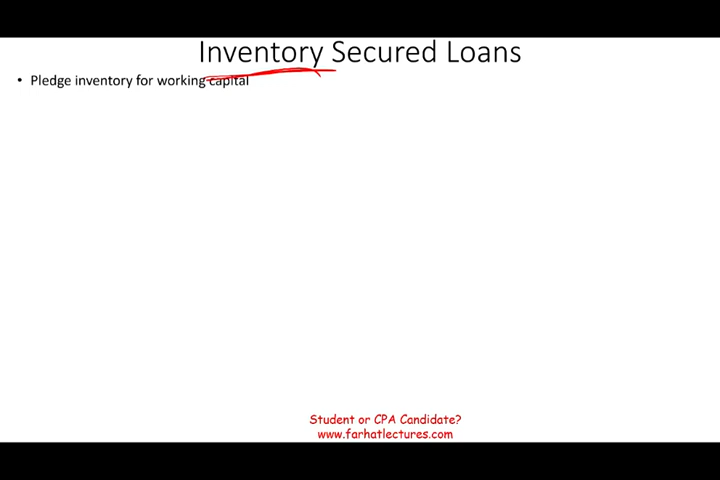 Inventory Secured Loans
• Pledge inventory for working capital
Student or CPA Candidate?
www.farhatlectures.com